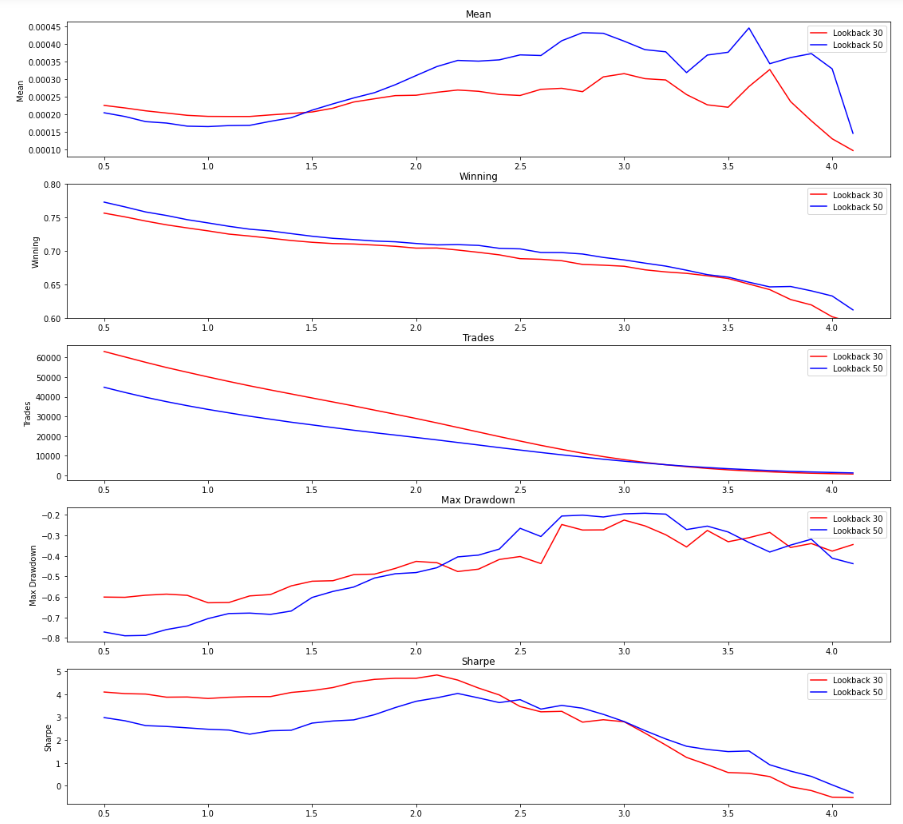 Mean
Lookback 30
Lookback 50
0.00045
0.00040
0.00035
0.00030
0.00025
0.00020
0.00015
0.00010
Mean
0.5 1.0 1.5 2.0 2.5 3.0 3.5 4.0
Winning
Lookback 30
Lookback 50
0.80
0.75
0.70
0.65
0.60
Winning
0.5 1.0 1.5 2.0 2.5 3.0 3.5 4.0
Trades
Lookback 30
Lookback 50
60000
50000
40000
30000
20000
10000
0
Trades
0.5 1.0 1.5 2.0 2.5 3.0 3.5 4.0
Max Drawdown
Lookback 30
Lookback 50
−0.2
−0.3
−0.4
−0.5
−0.6
−0.7
−0.8
Max Drawdown
0.5 1.0 1.5 2.0 2.5 3.0 3.5 4.0
Sharpe
Lookback 30
Lookback 50
5
4
3
2
1
0
Sharpe
0.5 1.0 1.5 2.0 2.5 3.0 3.5 4.0